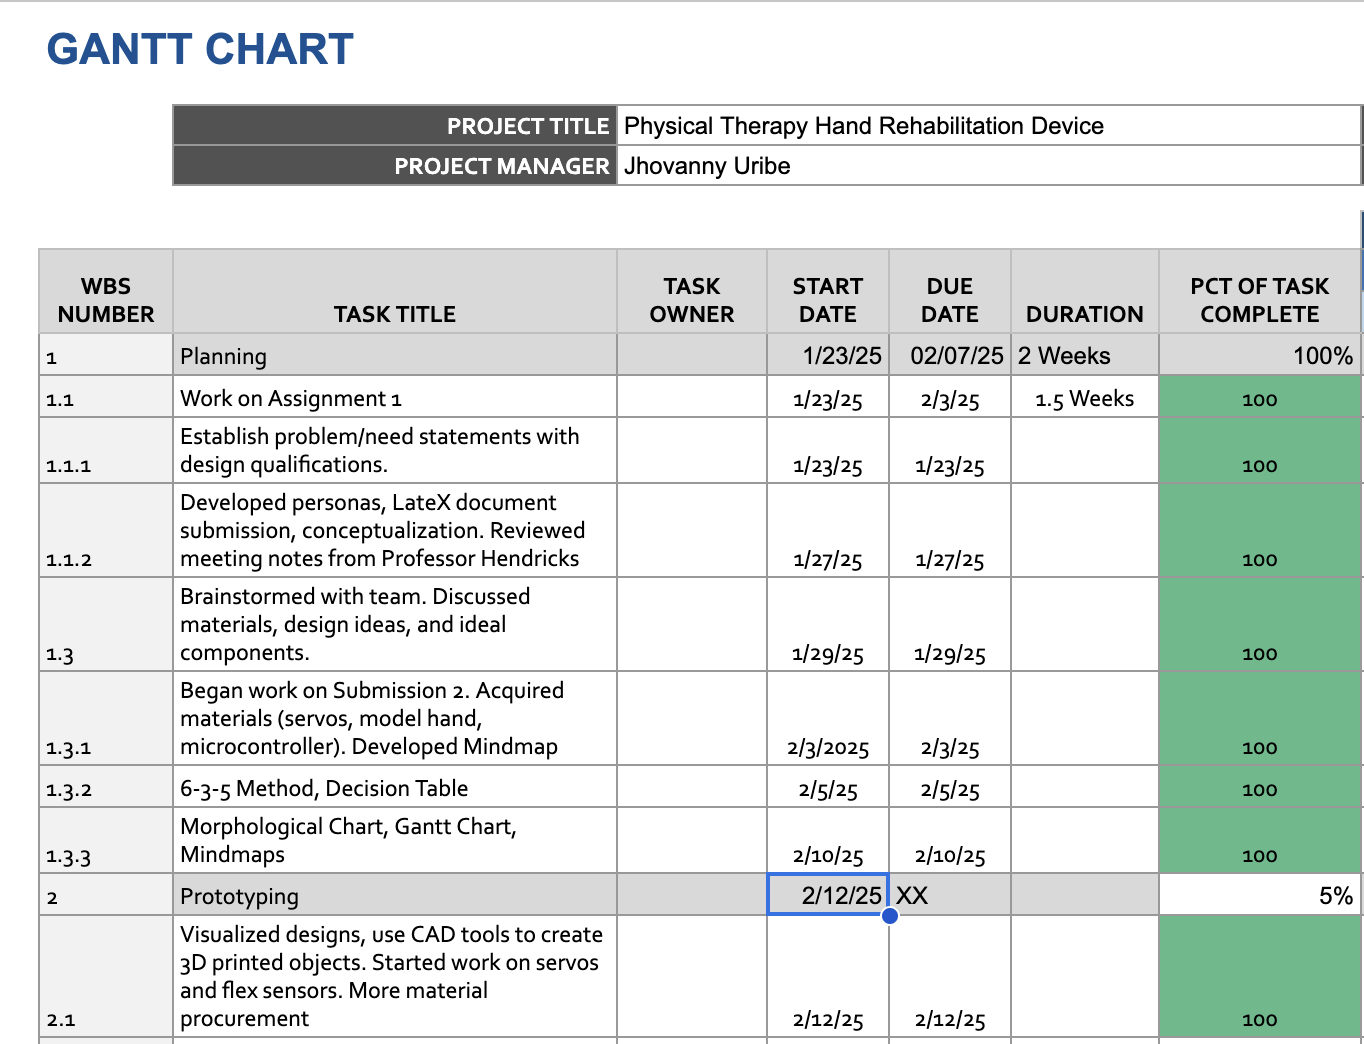 GANTT CHART
PROJECT TITLE Physical Therapy Hand Rehabilitation Device
PROJECT MANAGER Jhovanny Uribe
WBS NUMBER TASK TITLE TASK OWNER START DATE DUE DATE DURATION PCT OF TASK COMPLETE
1 Planning 1/23/25 02/07/25 2 Weeks 100%
1.1 Work on Assignment 1 1/23/25 2/3/25 1.5 Weeks 100
Establish problem/need statements with
1.1.1 design qualifications. 1/23/25 1/23/25 100
Developed personas, LateX document
submission, conceptualization. Reviewed
1.1.2 meeting notes from Professor Hendricks 1/27/25 1/27/25 100
Brainstormed with team. Discussed
materials, design ideas, and ideal
1.3 components. 1/29/25 1/29/25 100
Began work on Submission 2. Acquired
materials (servos, model hand,
1.3.1 microcontroller). Developed Mindmap 2/3/2025 2/3/25 100
1.3.2 6-3-5 Method, Decision Table 2/5/25 2/5/25 100
Morphological Chart, Gantt Chart,
1.3.3 Mindmaps 2/10/25 2/10/25 100
2 Prototyping 2/12/25 XX 5%
Visualized designs, use CAD tools to create
3D printed objects. Started work on servos
and flex sensors. More material
2.1 procurement 2/12/25 2/12/25 100